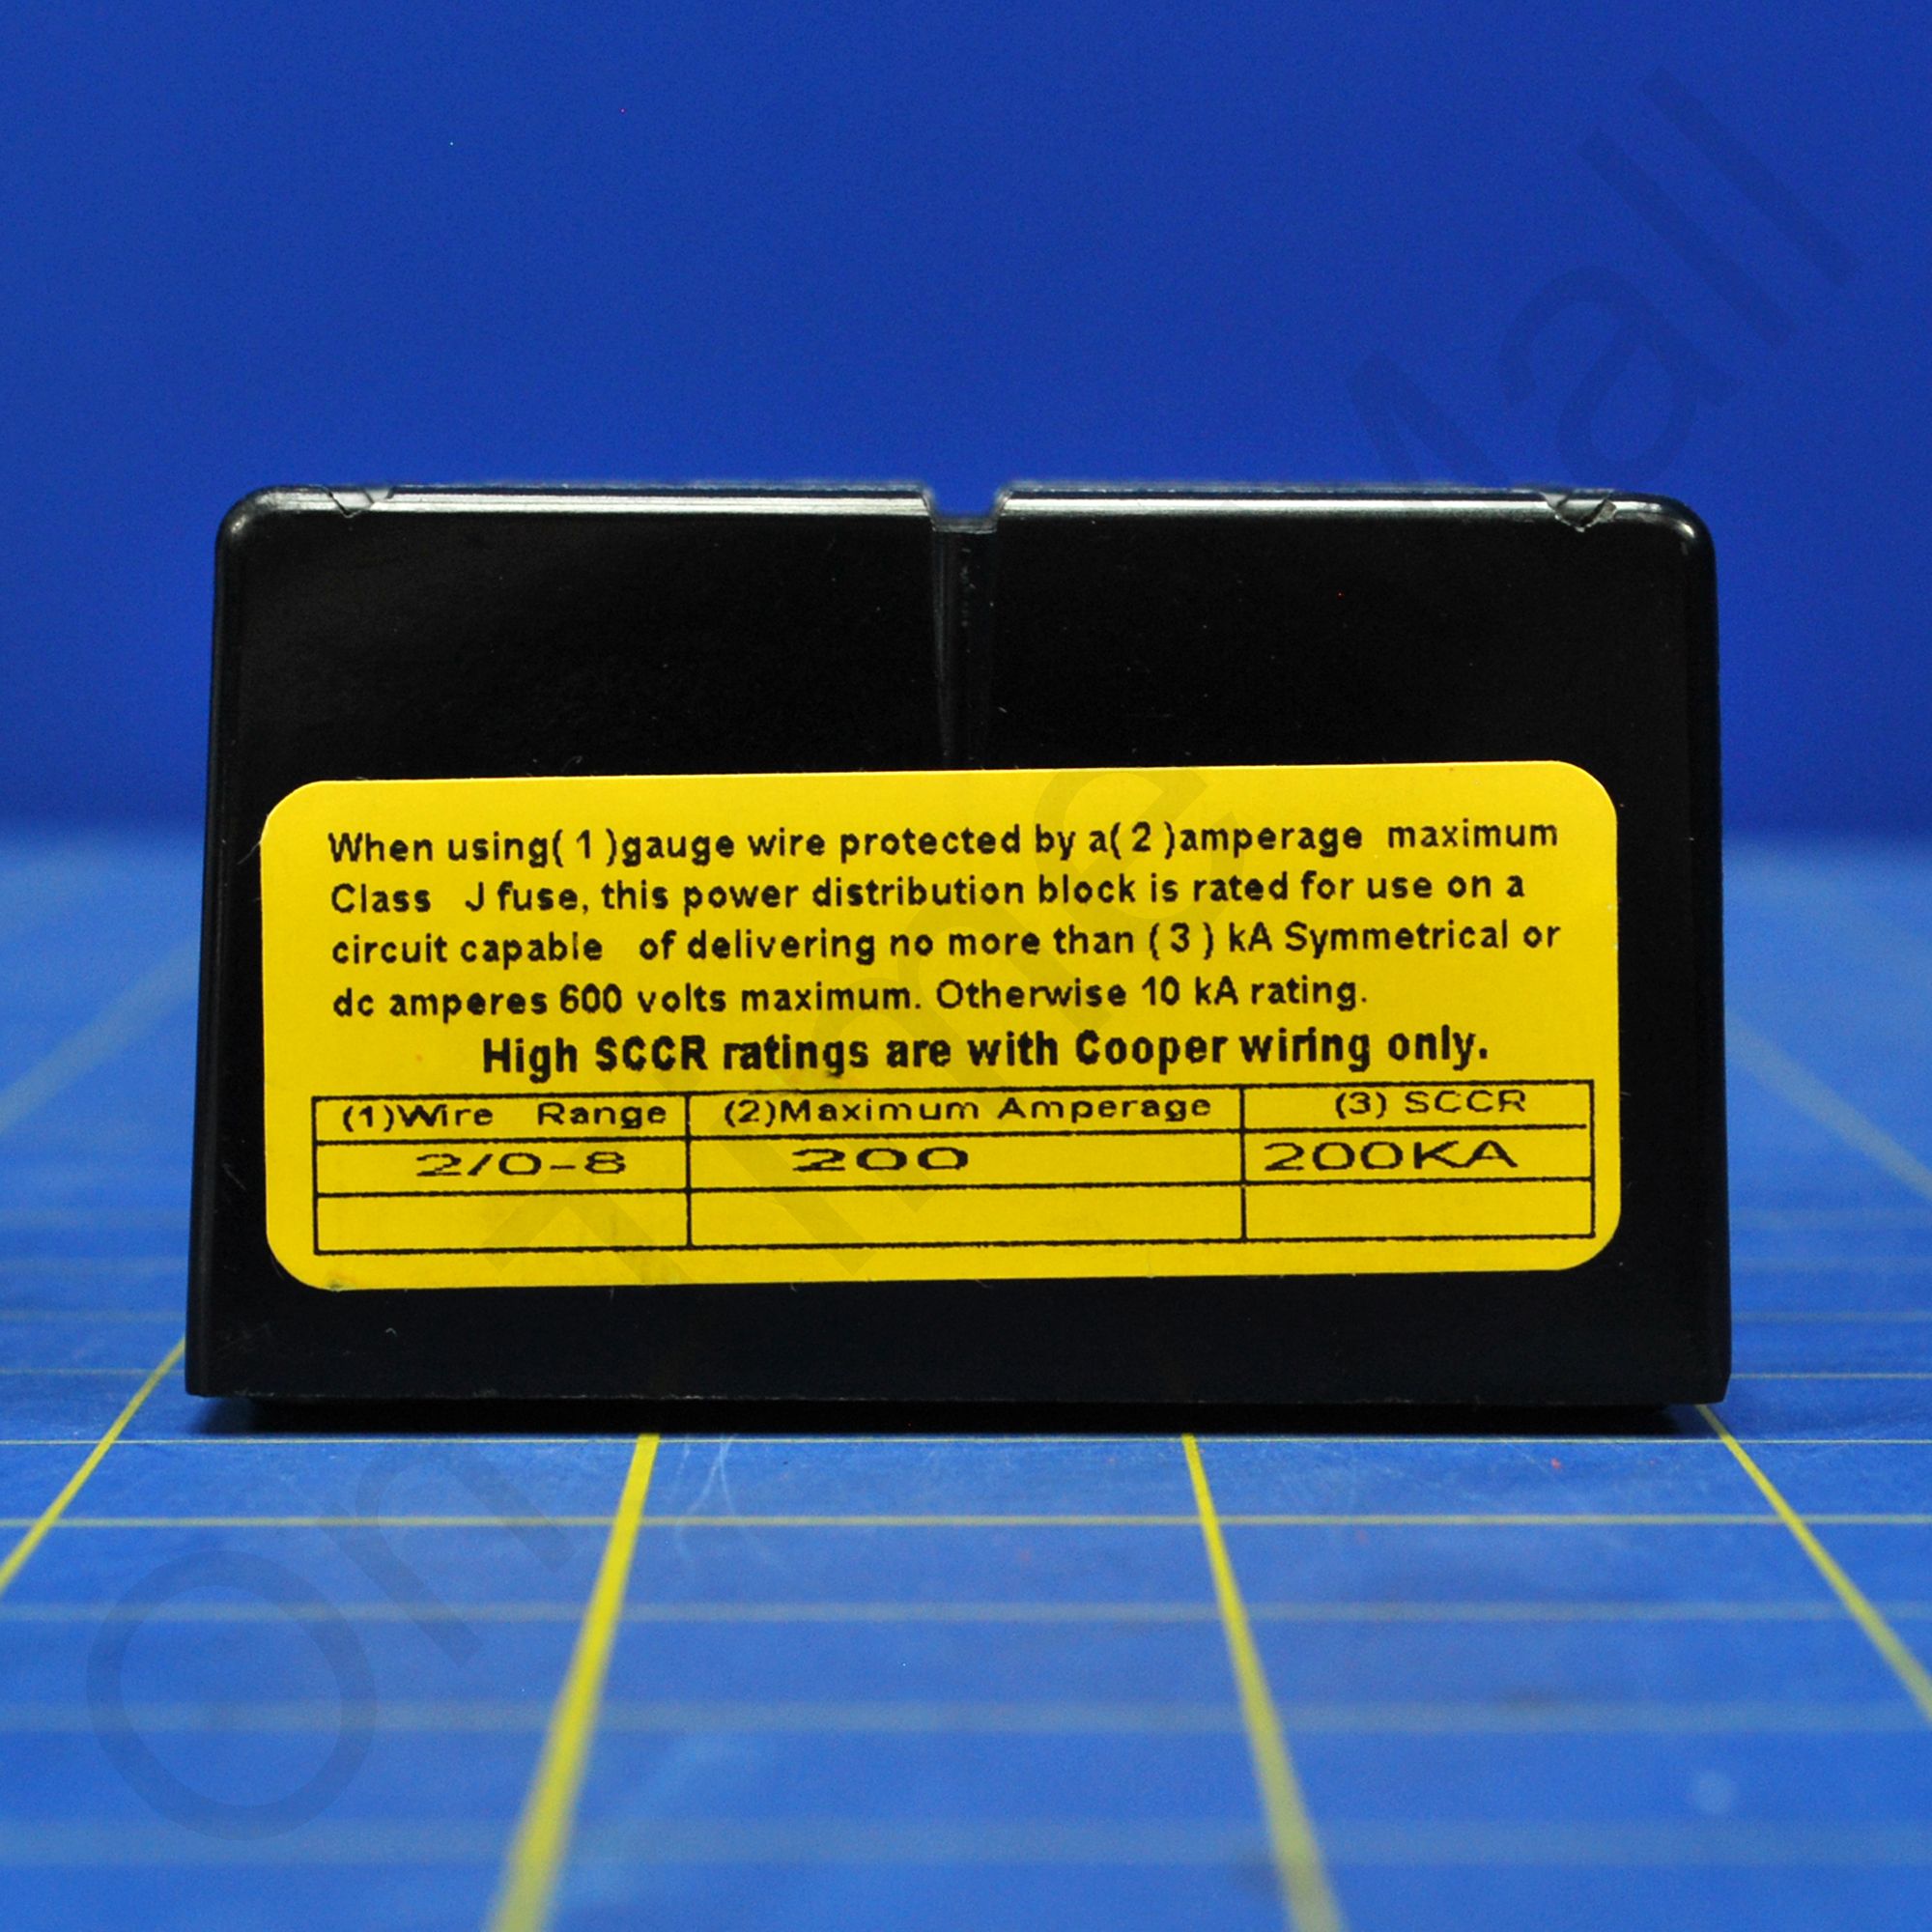 When using( 1 )gauge wire protected by a( 2 )amperage maximum
Class J fuse, this power distribution block is rated for use on a
circuit capable of delivering no more than ( 3 ) kA Symmetrical or
dc amperes 600 volts maximum. Otherwise 10 kA rating.
High SCCR ratings are with Cooper wiring only.
(1)Wire Range (2)Maximum Amperage (3) SCCR
2/0-8 200 200KA
On Time Mall